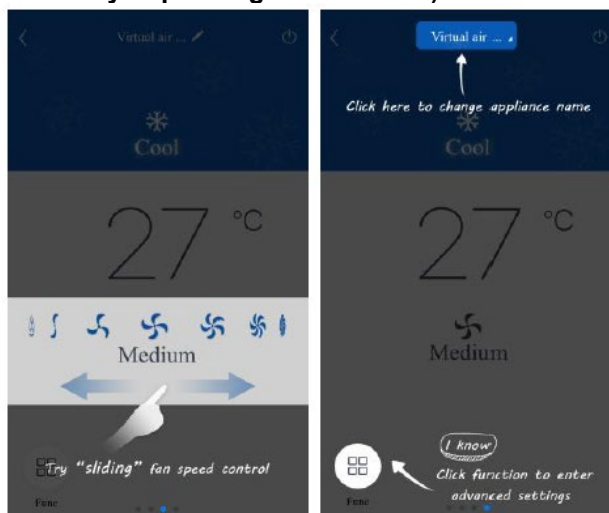 Virtual air ...
Cool
27 °C
Medium
Try “sliding” fan speed control
Func
Virtual air ...
Click here to change appliance name
Cool
27 °C
Medium
I know
Click function to enter
advanced settings
Func